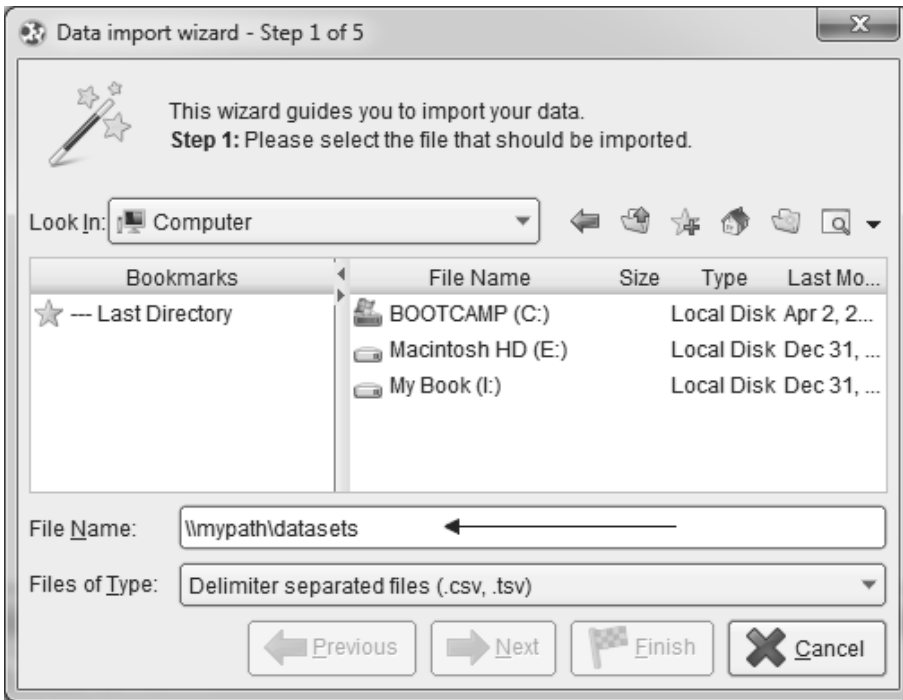 Data import wizard - Step 1 of 5
This wizard guides you to import your data.
Step 1: Please select the file that should be imported.
Look In: Computer
Bookmarks File Name Size Type Last Mo...
--- Last Directory
BOOTCAMP (C:) Local Disk Apr 2, 2...
Macintosh HD (E:) Local Disk Dec 31, ...
My Book (I:) Local Disk Dec 31, ...
File Name: \\mypath\datasets
Files of Type: Delimiter separated files (.csv, .tsv)
Previous Next Finish Cancel